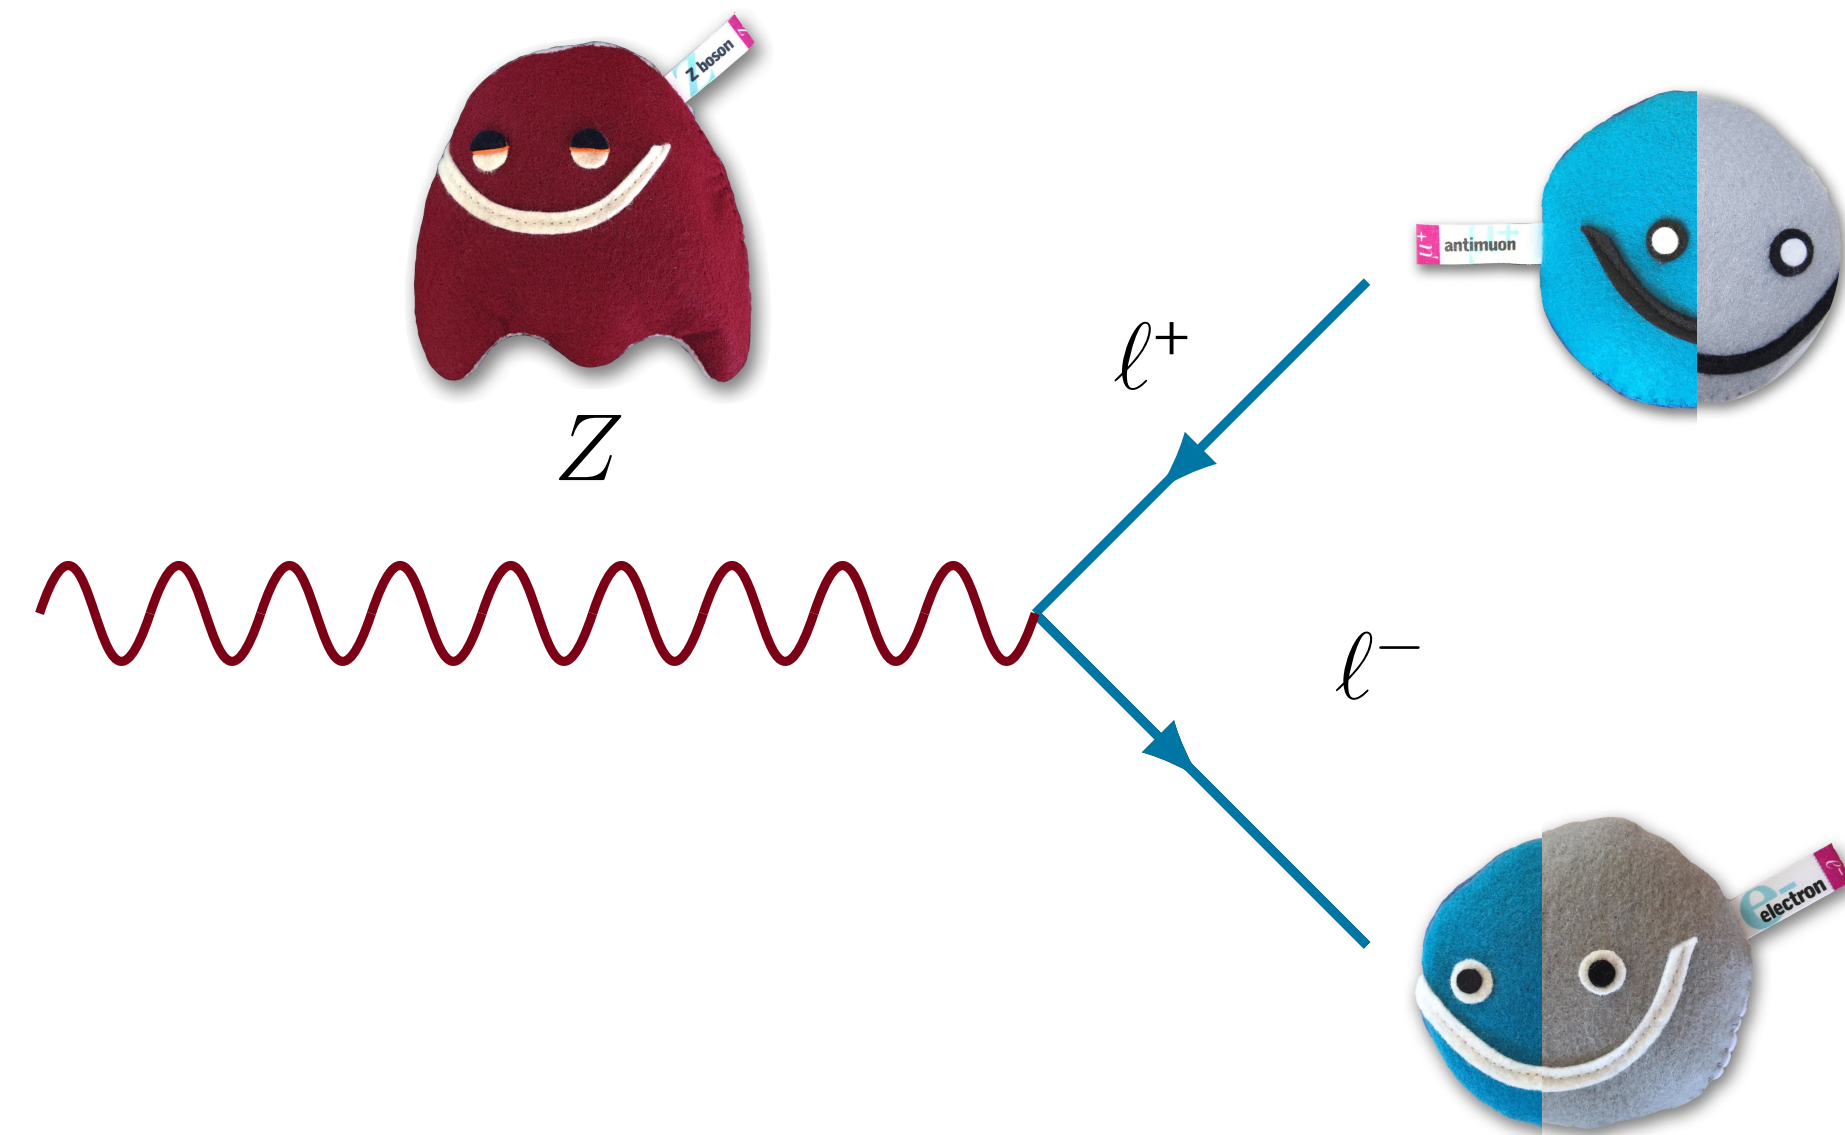 Z boson
Z
μ+ antimuon
ℓ+
ℓ−
Z
e− electron
e−